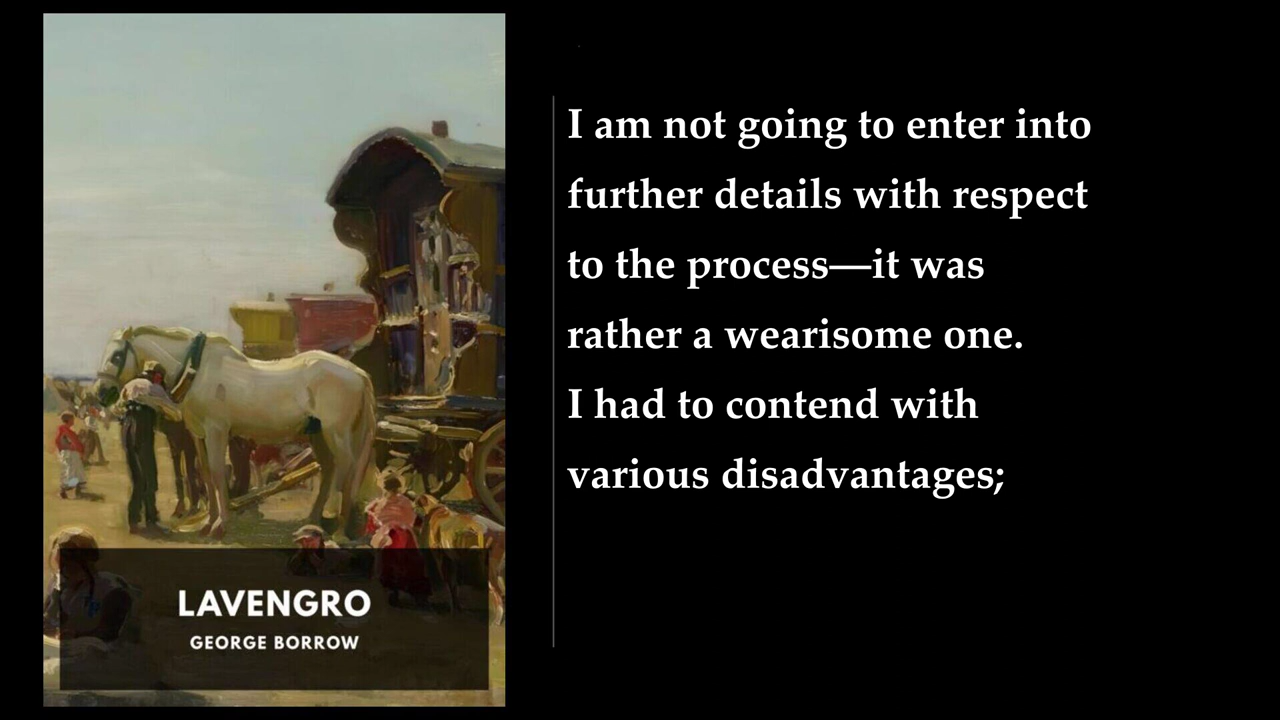 LAVENGRO
GEORGE BORROW
I am not going to enter into
further details with respect
to the process—it was
rather a wearisome one.
I had to contend with
various disadvantages;